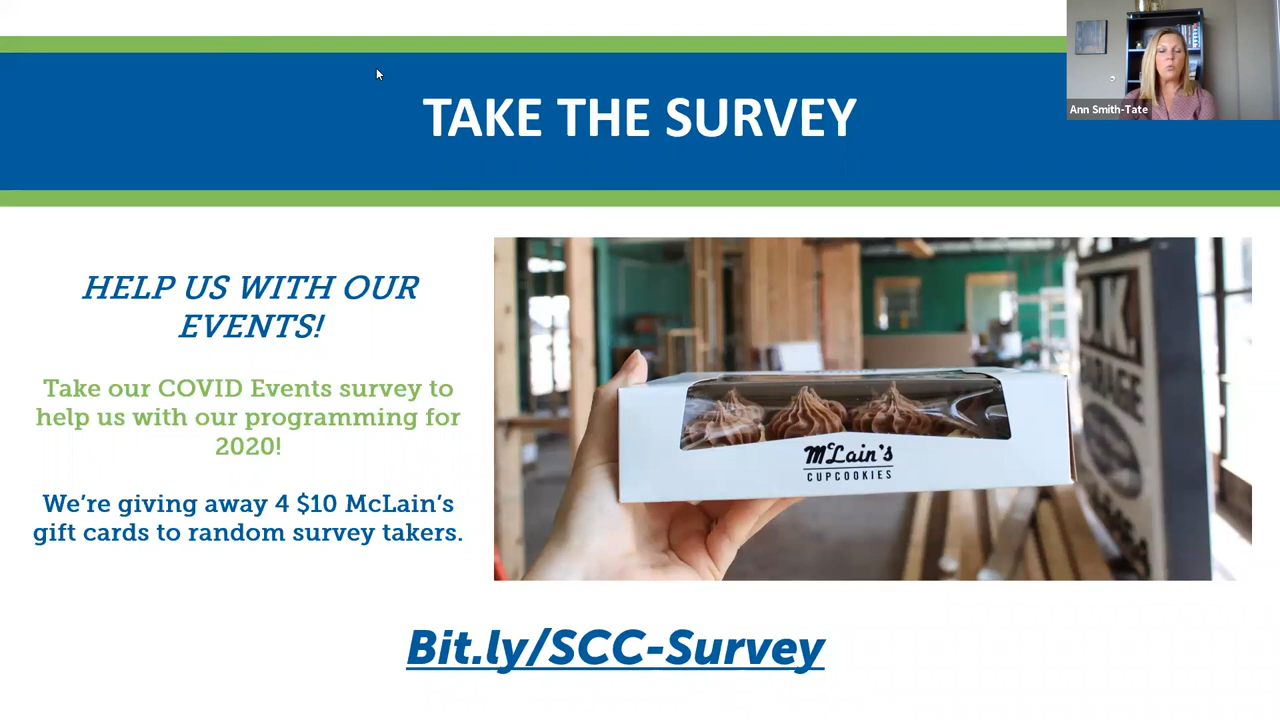 TAKE THE SURVEY
Ann Smith-Tate
HELP US WITH OUR
EVENTS!
Take our COVID Events survey to
help us with our programming for
2020!
We're giving away 4 $10 McLain's
gift cards to random survey takers.
McLain's
CUPCOOKIES
Bit.ly/SCC-Survey